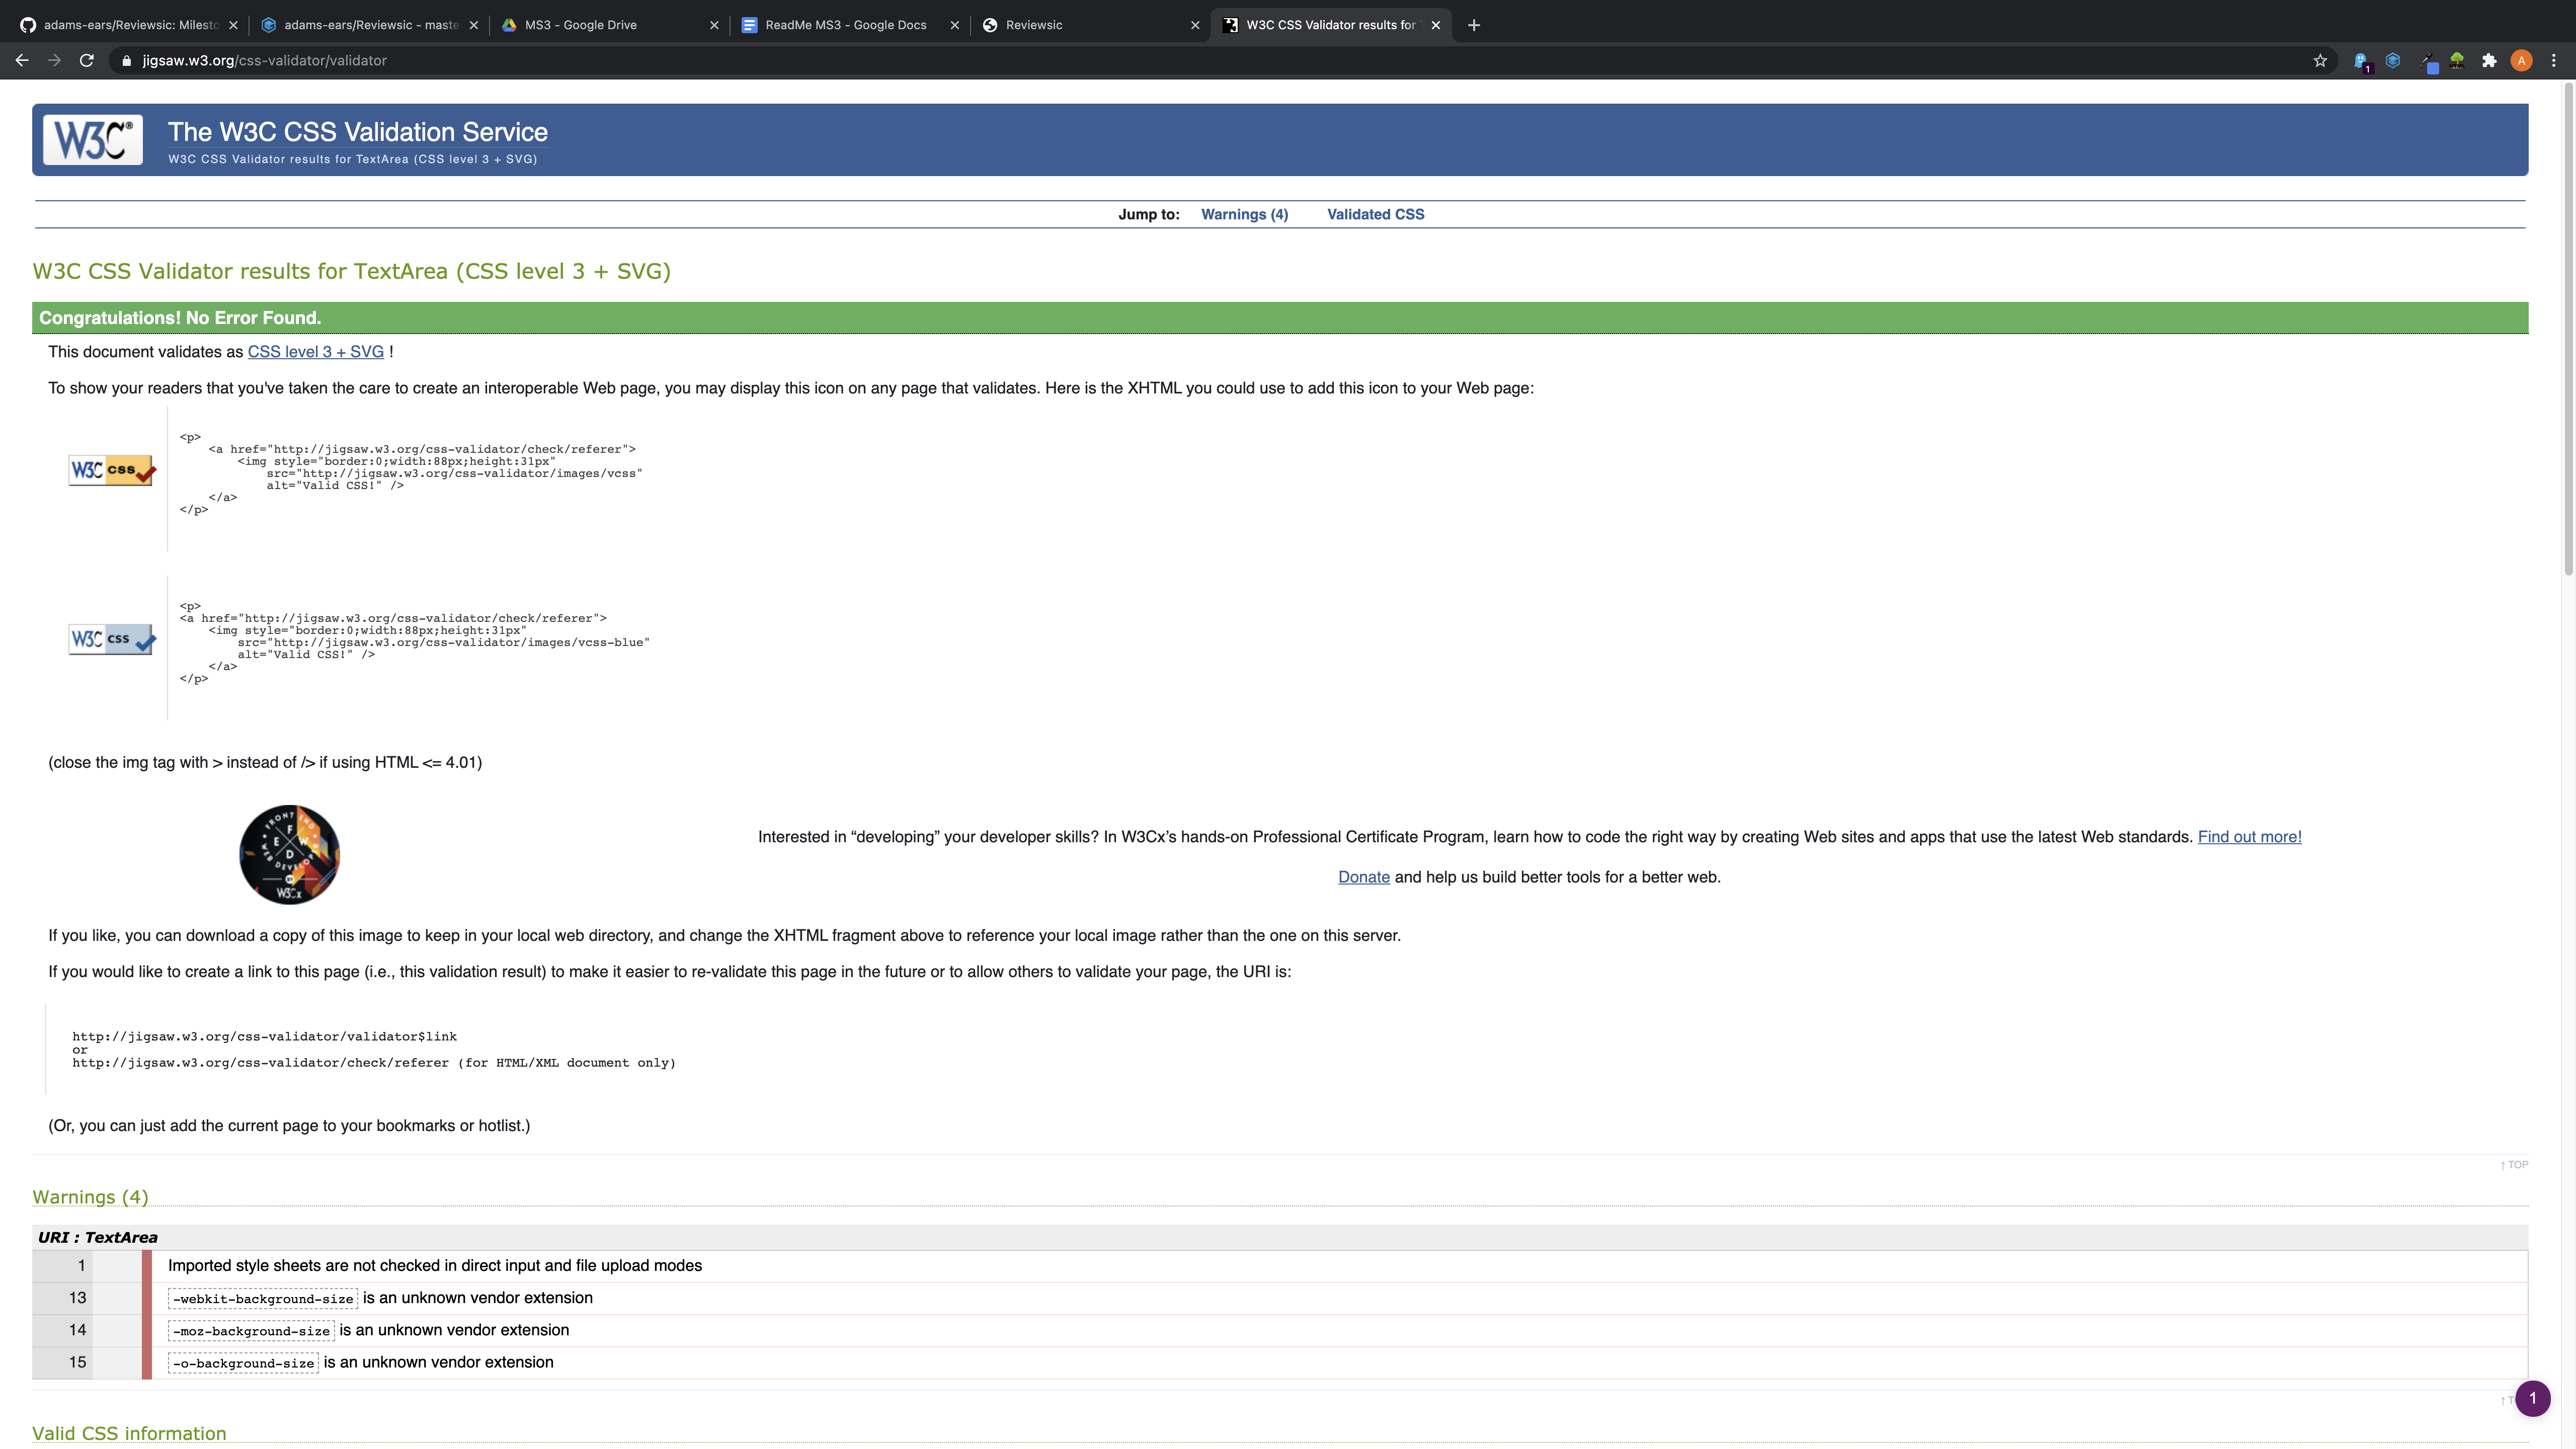 adams-ears/Reviewsic: Milesto
adams-ears/Reviewsic - maste
MS3 - Google Drive
ReadMe MS3 - Google Docs
Reviewsic
W3C CSS Validator results for
jigsaw.w3.org/css-validator/validator
1
A
W3C®
The W3C CSS Validation Service
W3C CSS Validator results for TextArea (CSS level 3 + SVG)
Jump to: Warnings (4) Validated CSS
W3C CSS Validator results for TextArea (CSS level 3 + SVG)
Congratulations! No Error Found.
This document validates as CSS level 3 + SVG !
To show your readers that you've taken the care to create an interoperable Web page, you may display this icon on any page that validates. Here is the XHTML you could use to add this icon to your Web page:
W3C css
<p>
<a href="http://jigsaw.w3.org/css-validator/check/referer">
<img style="border:0;width:88px;height:31px"
src="http://jigsaw.w3.org/css-validator/images/vcss"
alt="Valid CSS!" />
</a>
</p>
W3C css
<p>
<a href="http://jigsaw.w3.org/css-validator/check/referer">
<img style="border:0;width:88px;height:31px"
src="http://jigsaw.w3.org/css-validator/images/vcss-blue"
alt="Valid CSS!" />
</a>
</p>
(close the img tag with > instead of /> if using HTML <= 4.01)
FRONT END
F E W D
WEB DEVELOPER
BY
W3Cx
Interested in “developing” your developer skills? In W3Cx’s hands-on Professional Certificate Program, learn how to code the right way by creating Web sites and apps that use the latest Web standards. Find out more!
Donate and help us build better tools for a better web.
If you like, you can download a copy of this image to keep in your local web directory, and change the XHTML fragment above to reference your local image rather than the one on this server.
If you would like to create a link to this page (i.e., this validation result) to make it easier to re-validate this page in the future or to allow others to validate your page, the URI is:
http://jigsaw.w3.org/css-validator/validator$link
or
http://jigsaw.w3.org/css-validator/check/referer (for HTML/XML document only)
(Or, you can just add the current page to your bookmarks or hotlist.)
↑ TOP
Warnings (4)
URI : TextArea
1 Imported style sheets are not checked in direct input and file upload modes
13 -webkit-background-size is an unknown vendor extension
14 -moz-background-size is an unknown vendor extension
15 -o-background-size is an unknown vendor extension
↑ T
1
Valid CSS information